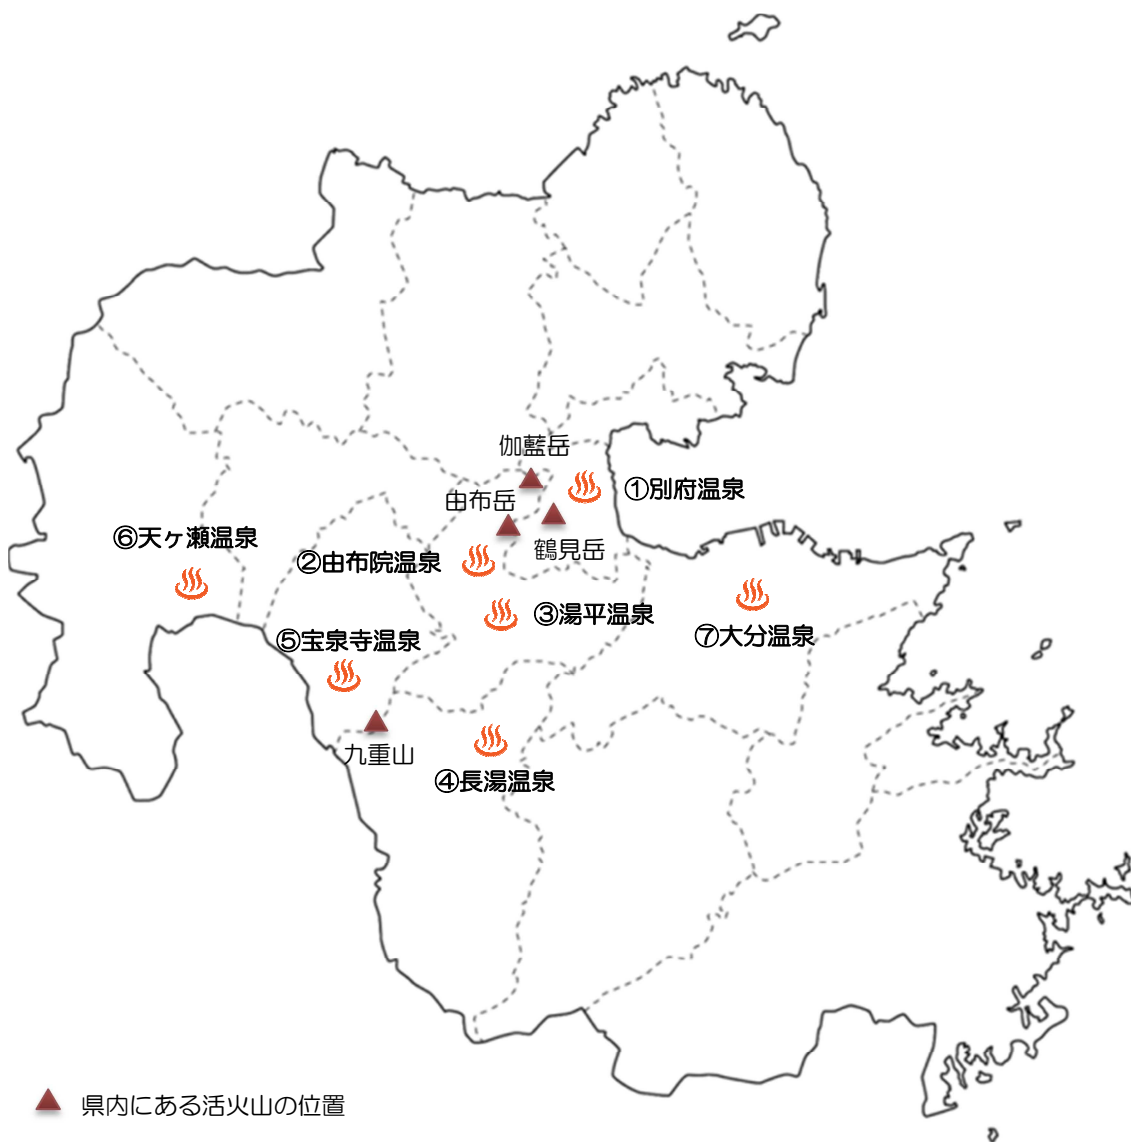 伽藍岳
①別府温泉
由布岳
⑥天ヶ瀬温泉
鶴見岳
②由布院温泉
③湯平温泉
⑦大分温泉
⑤宝泉寺温泉
九重山
④長湯温泉
県内にある活火山の位置